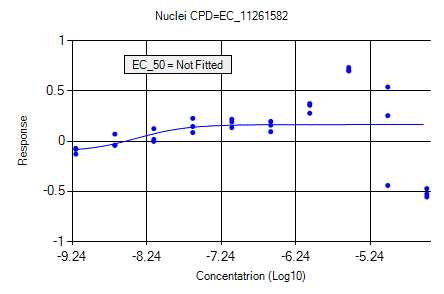 Nuclei CPD=EC_11261582
1
EC_50 = Not Fitted
0.5
Response
0
-0.5
-1
-9.24 -8.24 -7.24 -6.24 -5.24
Concentatrion (Log10)